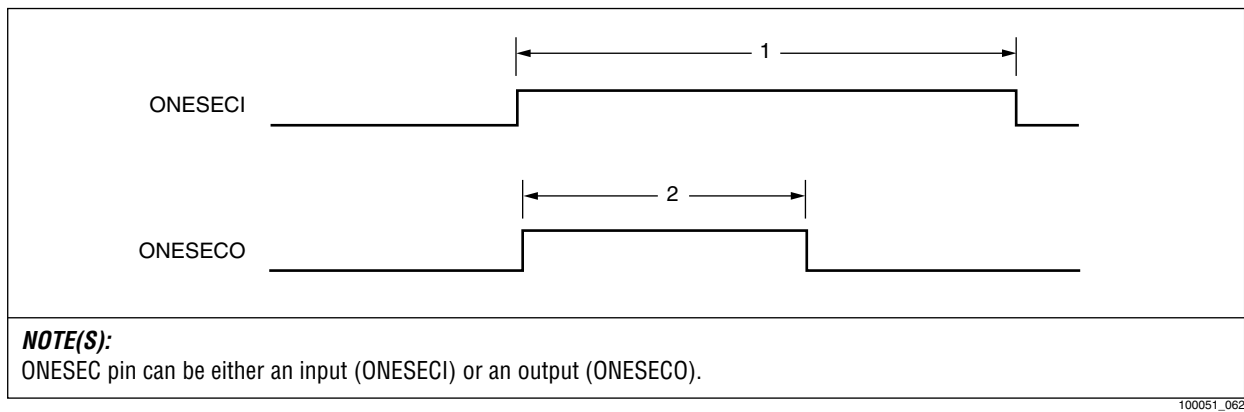 1
ONESECI
2
ONESECO
NOTE(S):
ONESEC pin can be either an input (ONESECI) or an output (ONESECO).
100051_062